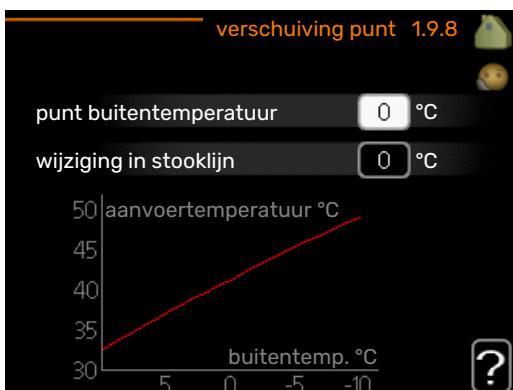 verschuiving punt 1.9.8
punt buitentemperatuur 0 °C
wijziging in stooklijn 0 °C
50 aanvoertemperatuur °C
45
40
35
30
buitentemp. °C
5 0 -5 -10
?